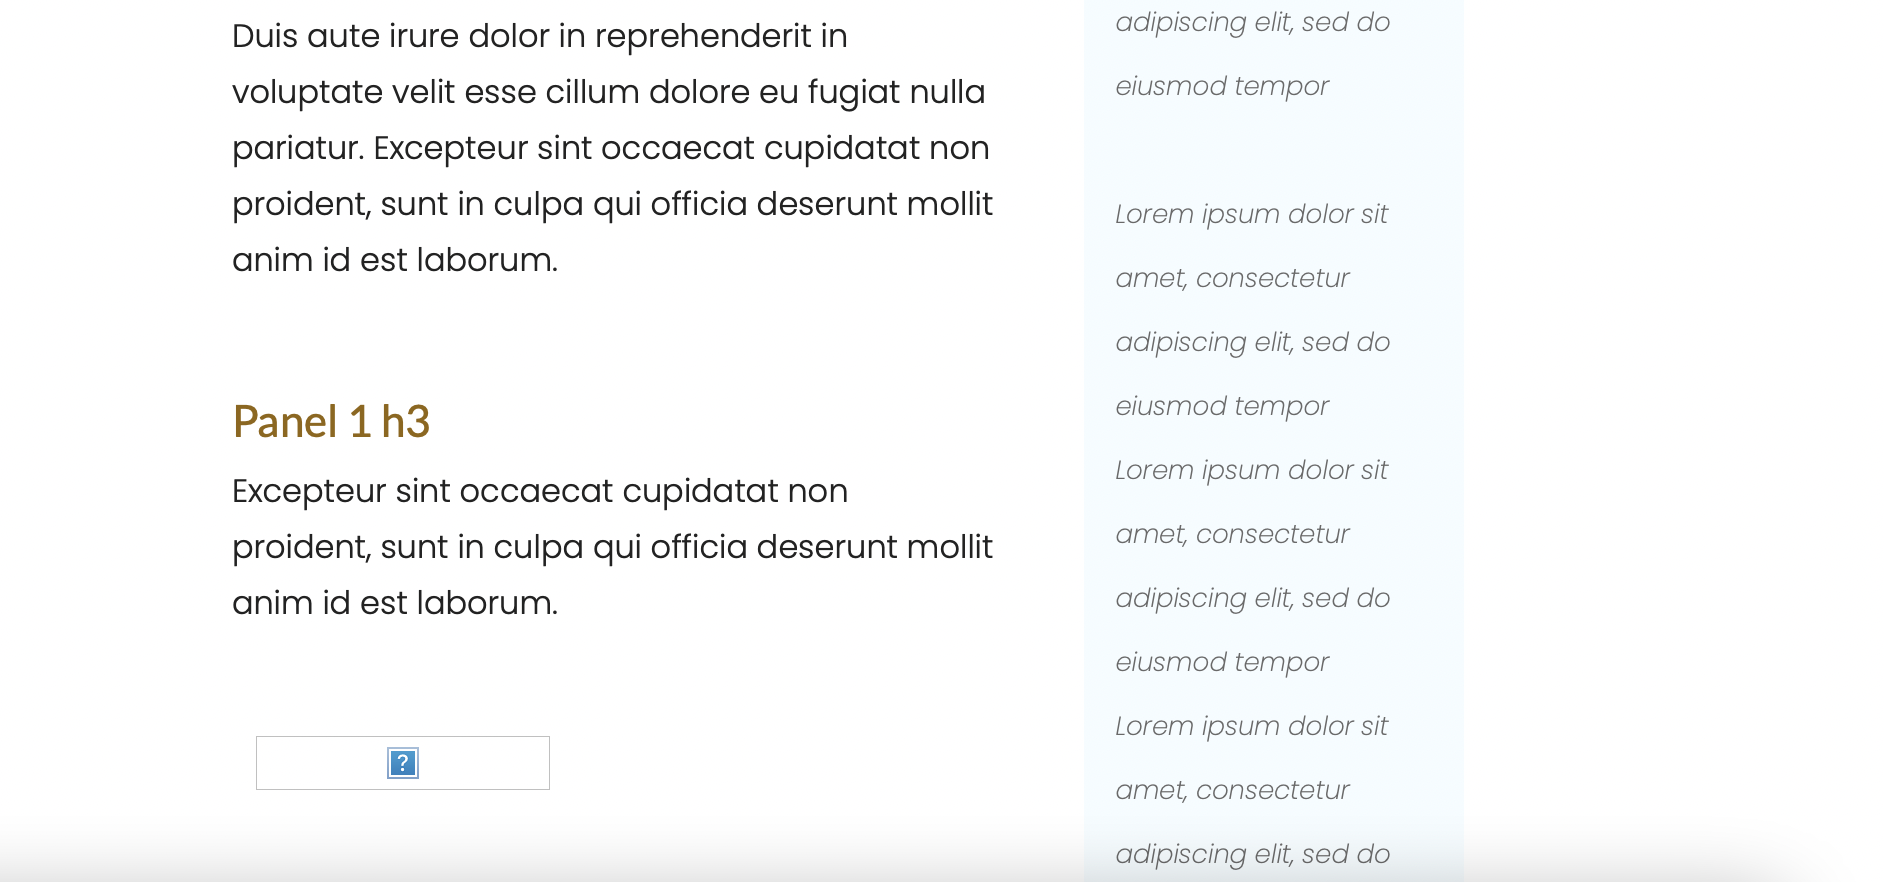 Duis aute irure dolor in reprehenderit in
voluptate velit esse cillum dolore eu fugiat nulla
pariatur. Excepteur sint occaecat cupidatat non
proident, sunt in culpa qui officia deserunt mollit
anim id est laborum.
Panel 1 h3
Excepteur sint occaecat cupidatat non
proident, sunt in culpa qui officia deserunt mollit
anim id est laborum.
?
adipiscing elit, sed do
eiusmod tempor
Lorem ipsum dolor sit
amet, consectetur
adipiscing elit, sed do
eiusmod tempor
Lorem ipsum dolor sit
amet, consectetur
adipiscing elit, sed do
eiusmod tempor
Lorem ipsum dolor sit
amet, consectetur
adipiscing elit, sed do